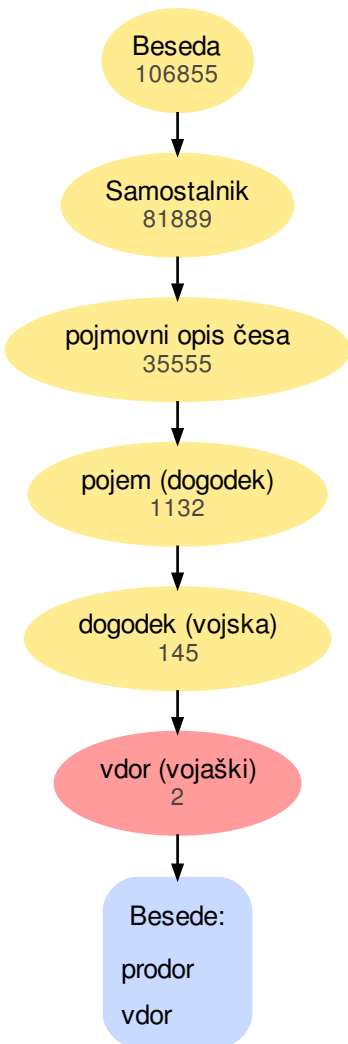 Beseda
106855
Samostalnik
81889
pojmovni opis česa
35555
pojem (dogodek)
1132
dogodek (vojska)
145
vdor (vojaški)
2
Besede:
prodor
vdor